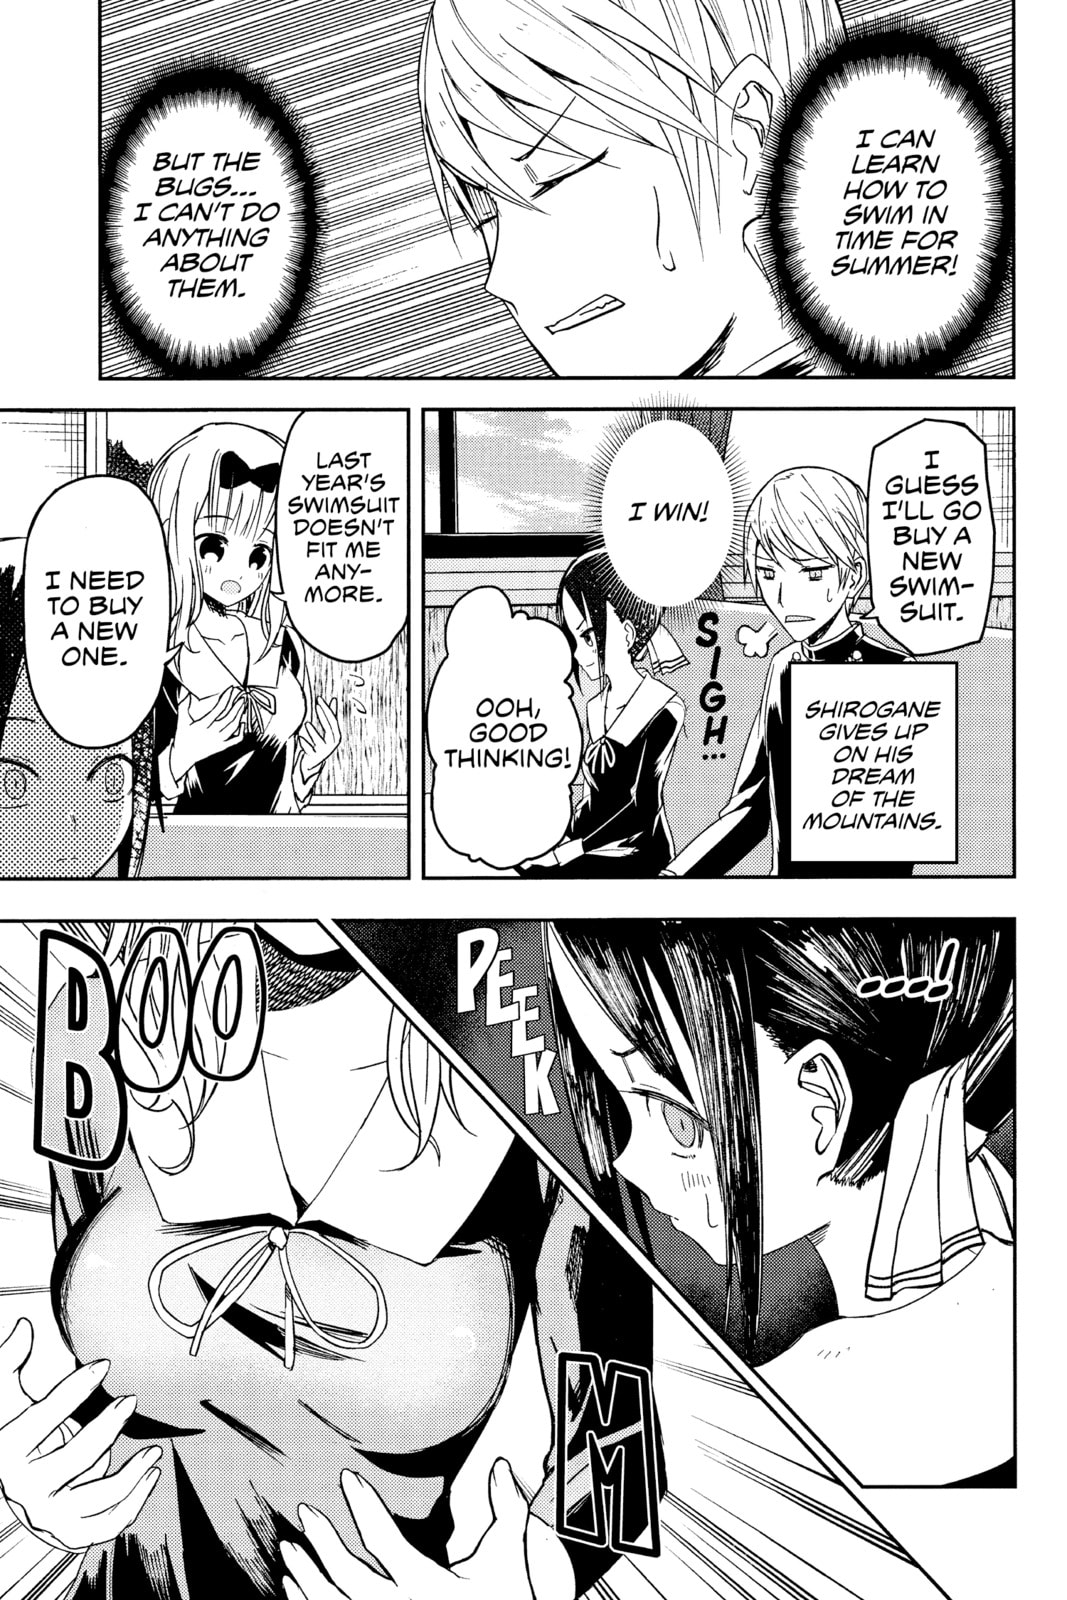 I CAN
LEARN
HOW TO
SWIM IN
TIME FOR
SUMMER!
BUT THE
BUGS...
I CAN'T DO
ANYTHING
ABOUT
THEM.
I
GUESS
I'LL GO
BUY A
NEW
SWIM-
SUIT.
SHIROGANE
GIVES UP
ON HIS
DREAM
OF THE
MOUNTAINS.
SIGH...
I WIN!
OOH,
GOOD
THINKING!
LAST
YEAR'S
SWIMSUIT
DOESN'T
FIT ME
ANY-
MORE.
I NEED
TO BUY
A NEW
ONE.
....!
PEEK
BOOO
M